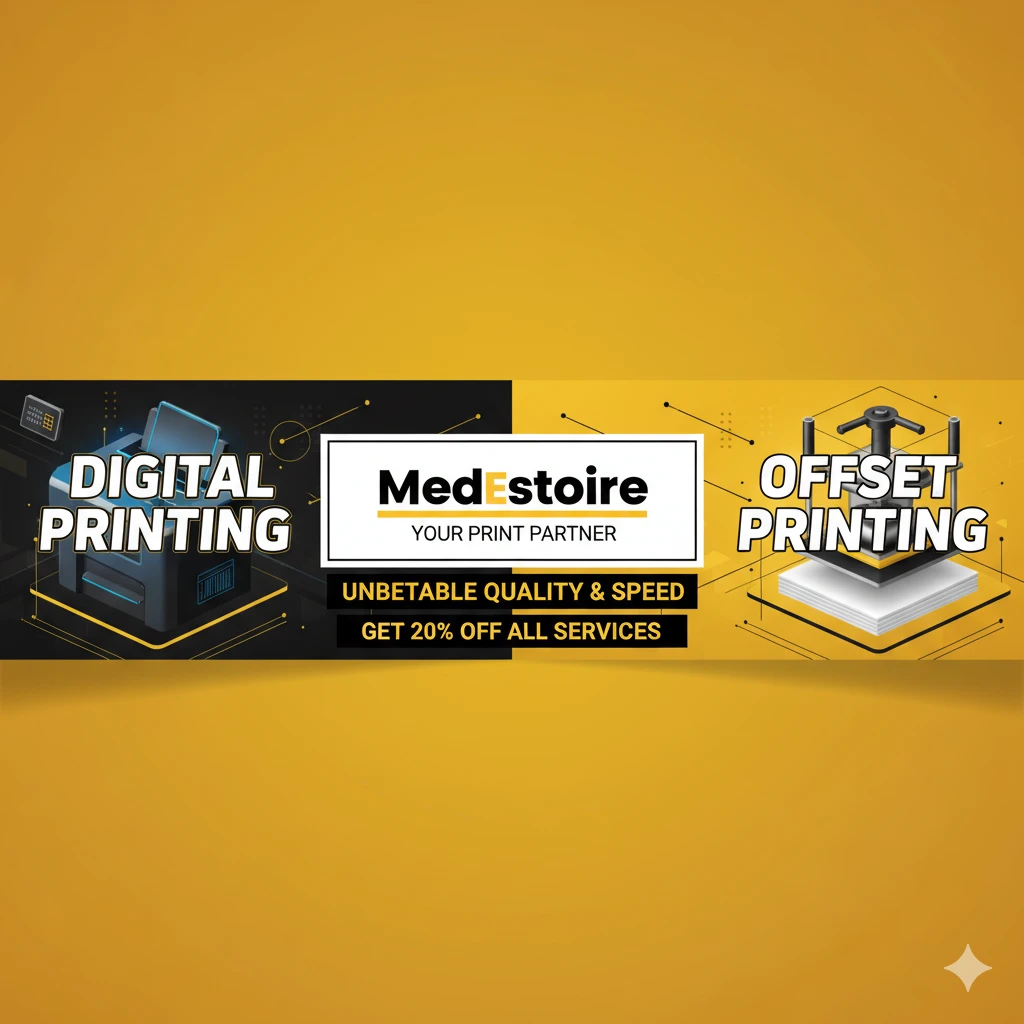 DIGITAL
PRINTING
MedEstoire
YOUR PRINT PARTNER
UNBETABLE QUALITY & SPEED
GET 20% OFF ALL SERVICES
OFFSET
PRINTING